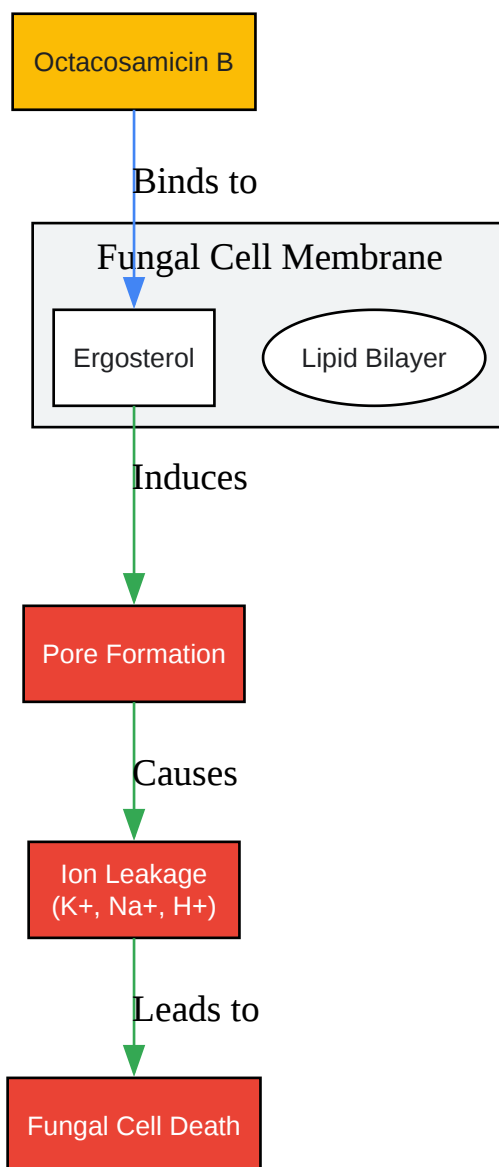 Octacosamicin B
Binds to
Fungal Cell Membrane
Ergosterol
Lipid Bilayer
Induces
Pore Formation
Causes
Ion Leakage
(K+, Na+, H+)
Leads to
Fungal Cell Death